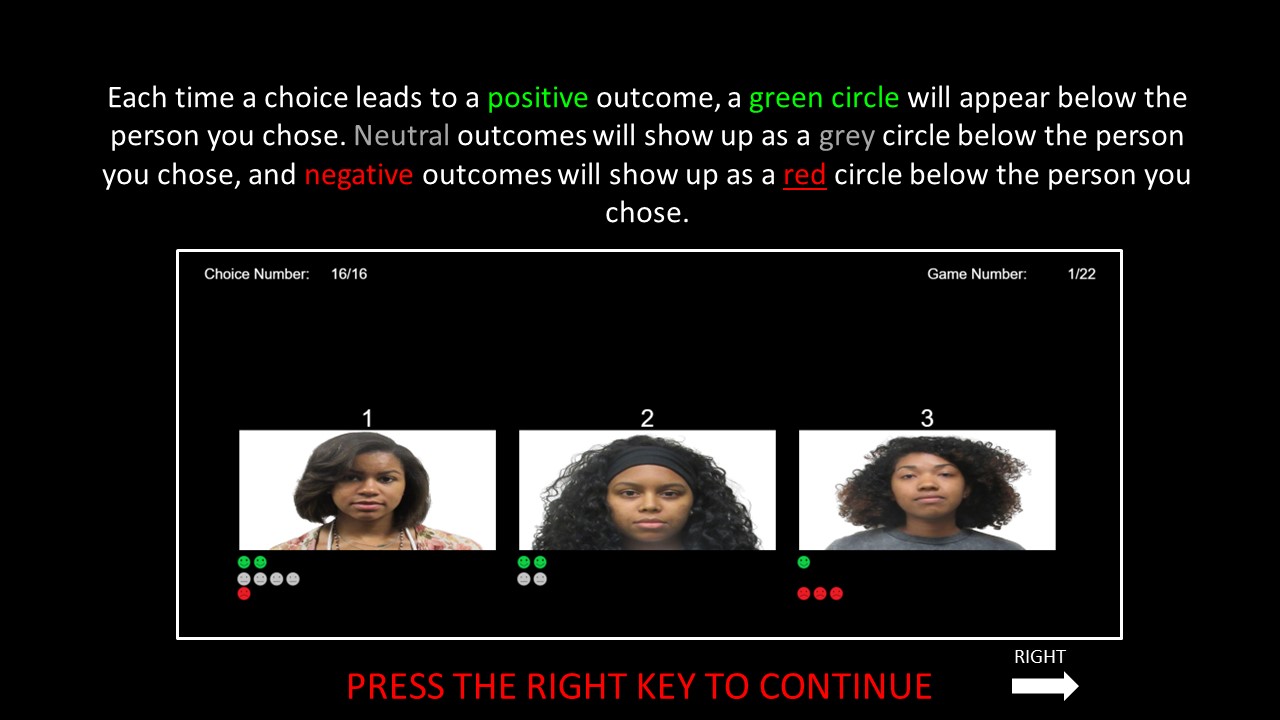 Each time a choice leads to a positive outcome, a green circle will appear below the
person you chose. Neutral outcomes will show up as a grey circle below the person
you chose, and negative outcomes will show up as a red circle below the person you
chose.
Choice Number: 16/16 Game Number: 1/22
1 2 3
RIGHT
PRESS THE RIGHT KEY TO CONTINUE